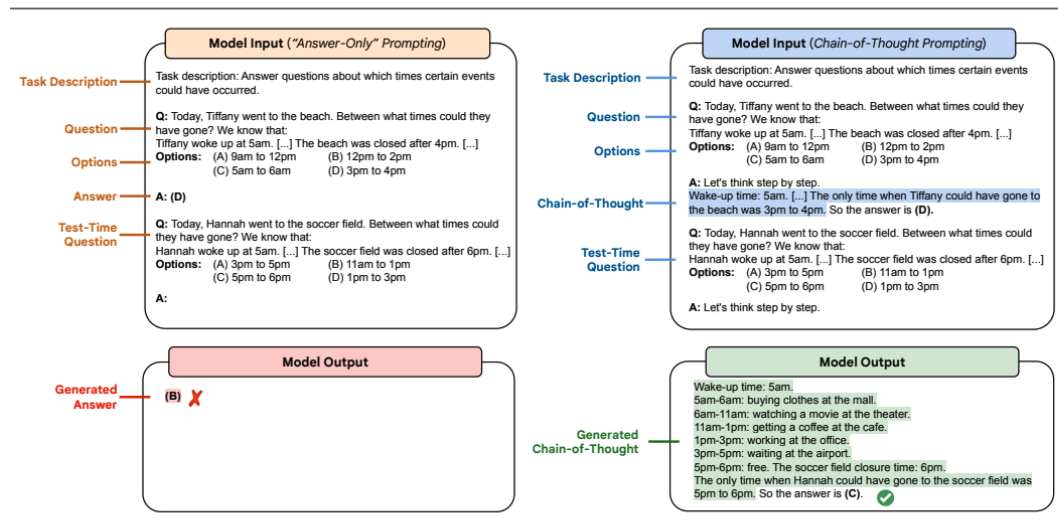 Model Input (“Answer-Only” Prompting)
Task Description
Task description: Answer questions about which times certain events
could have occurred.
Question
Q: Today, Tiffany went to the beach. Between what times could they
have gone? We know that:
Tiffany woke up at 5am. [...] The beach was closed after 4pm. [...]
Options
Options: (A) 9am to 12pm (B) 12pm to 2pm
(C) 5am to 6am (D) 3pm to 4pm
Answer
A: (D)
Test-Time
Question
Q: Today, Hannah went to the soccer field. Between what times could
they have gone? We know that:
Hannah woke up at 5am. [...] The soccer field was closed after 6pm. [...]
Options: (A) 3pm to 5pm (B) 11am to 1pm
(C) 5pm to 6pm (D) 1pm to 3pm
A:
Model Output
Generated
Answer
(B) ✗
Model Input (Chain-of-Thought Prompting)
Task Description
Task description: Answer questions about which times certain events
could have occurred.
Question
Q: Today, Tiffany went to the beach. Between what times could they
have gone? We know that:
Tiffany woke up at 5am. [...] The beach was closed after 4pm. [...]
Options
Options: (A) 9am to 12pm (B) 12pm to 2pm
(C) 5am to 6am (D) 3pm to 4pm
A: Let's think step by step.
Chain-of-Thought
Wake-up time: 5am. [...] The only time when Tiffany could have gone to
the beach was 3pm to 4pm. So the answer is (D).
Test-Time
Question
Q: Today, Hannah went to the soccer field. Between what times could
they have gone? We know that:
Hannah woke up at 5am. [...] The soccer field was closed after 6pm. [...]
Options: (A) 3pm to 5pm (B) 11am to 1pm
(C) 5pm to 6pm (D) 1pm to 3pm
A: Let's think step by step.
Model Output
Generated
Chain-of-Thought
Wake-up time: 5am.
5am-6am: buying clothes at the mall.
6am-11am: watching a movie at the theater.
11am-1pm: getting a coffee at the cafe.
1pm-3pm: working at the office.
3pm-5pm: waiting at the airport.
5pm-6pm: free. The soccer field closure time: 6pm.
The only time when Hannah could have gone to the soccer field was
5pm to 6pm. So the answer is (C).